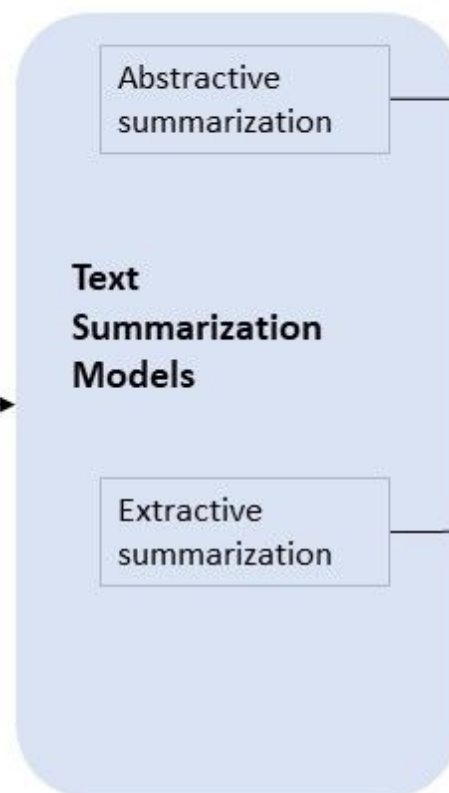 Abstractive
summarization
Text
Summarization
Models
Extractive
summarization